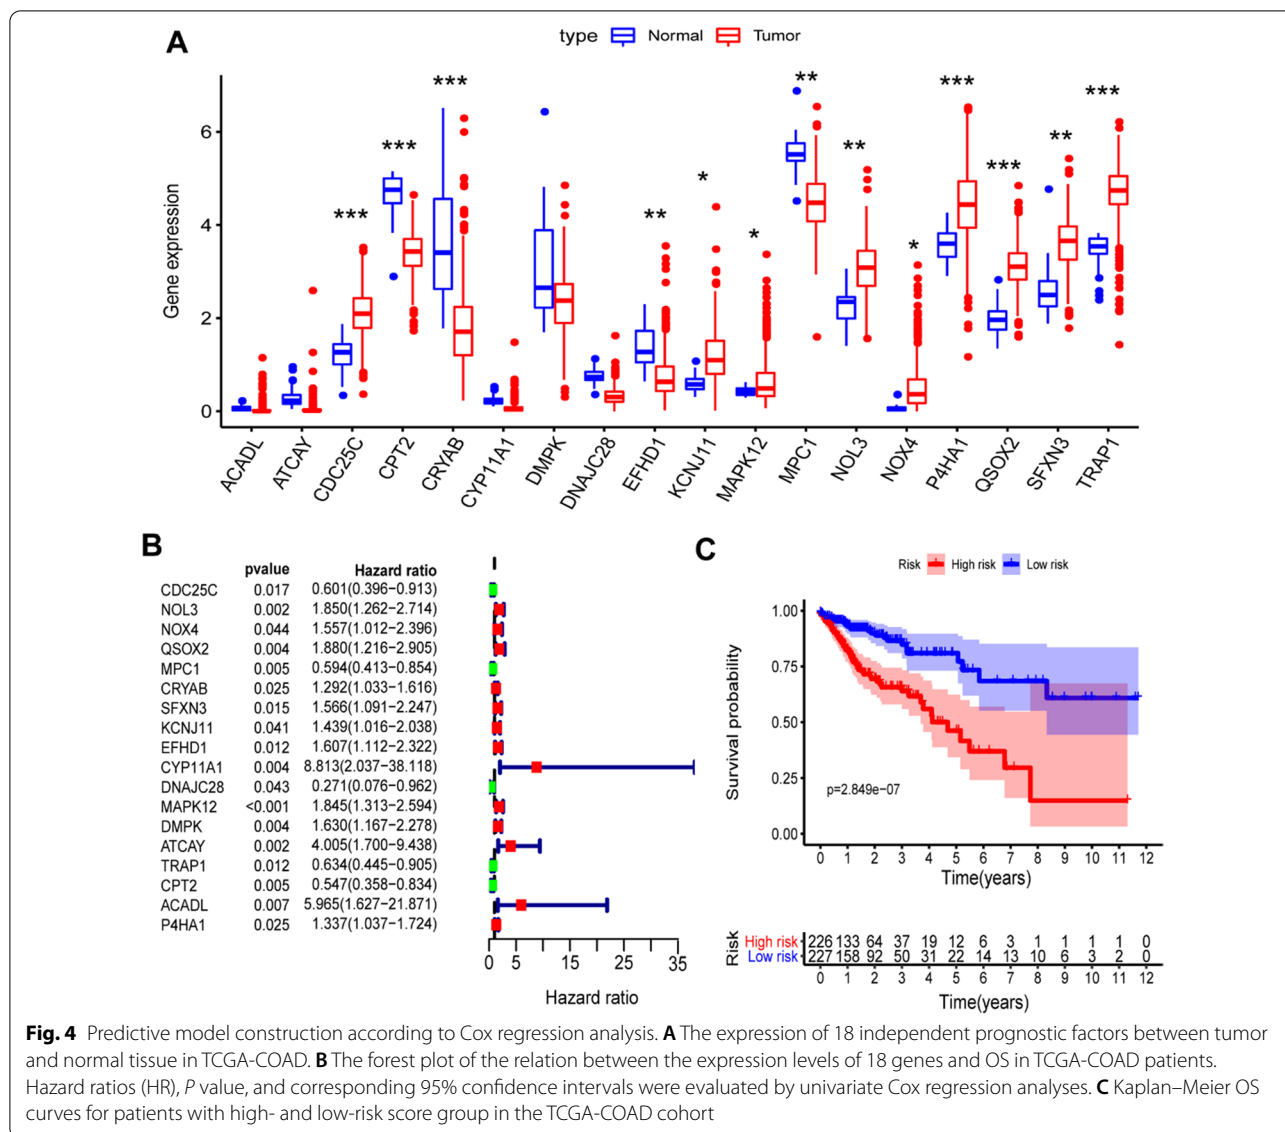 A
type Normal Tumor
*** *** *** ** * * ** ** * *** *** ** ***
Gene expression
6
4
2
0
ACADL ATCAY CDC25C CPT2 CRYAB CYP11A1 DMPK DNAJC28 EFHD1 KCNJ11 MAPK12 MPC1 NOL3 NOX4 P4HA1 QSOX2 SFXN3 TRAP1
B
pvalue Hazard ratio
CDC25C 0.017 0.601(0.396−0.913)
NOL3 0.002 1.850(1.262−2.714)
NOX4 0.044 1.557(1.012−2.396)
QSOX2 0.004 1.880(1.216−2.905)
MPC1 0.005 0.594(0.413−0.854)
CRYAB 0.025 1.292(1.033−1.616)
SFXN3 0.015 1.566(1.091−2.247)
KCNJ11 0.041 1.439(1.016−2.038)
EFHD1 0.012 1.607(1.112−2.322)
CYP11A1 0.004 8.813(2.037−38.118)
DNAJC28 0.043 0.271(0.076−0.962)
MAPK12 <0.001 1.845(1.313−2.594)
DMPK 0.004 1.630(1.167−2.278)
ATCAY 0.002 4.005(1.700−9.438)
TRAP1 0.012 0.634(0.445−0.905)
CPT2 0.005 0.547(0.358−0.834)
ACADL 0.007 5.965(1.627−21.871)
P4HA1 0.025 1.337(1.037−1.724)
0 5 15 25 35
Hazard ratio
C
Risk High risk Low risk
Survival probability
1.00
0.75
0.50
0.25
0.00
p=2.849e−07
0 1 2 3 4 5 6 7 8 9 10 11 12
Time(years)
Risk
High risk 226 133 64 37 19 12 6 3 1 1 1 1 0
Low risk 227 158 92 50 31 22 14 13 10 6 3 2 0
0 1 2 3 4 5 6 7 8 9 10 11 12
Time(years)
Fig. 4 Predictive model construction according to Cox regression analysis. A The expression of 18 independent prognostic factors between tumor
and normal tissue in TCGA-COAD. B The forest plot of the relation between the expression levels of 18 genes and OS in TCGA-COAD patients.
Hazard ratios (HR), P value, and corresponding 95% confidence intervals were evaluated by univariate Cox regression analyses. C Kaplan–Meier OS
curves for patients with high- and low-risk score group in the TCGA-COAD cohort